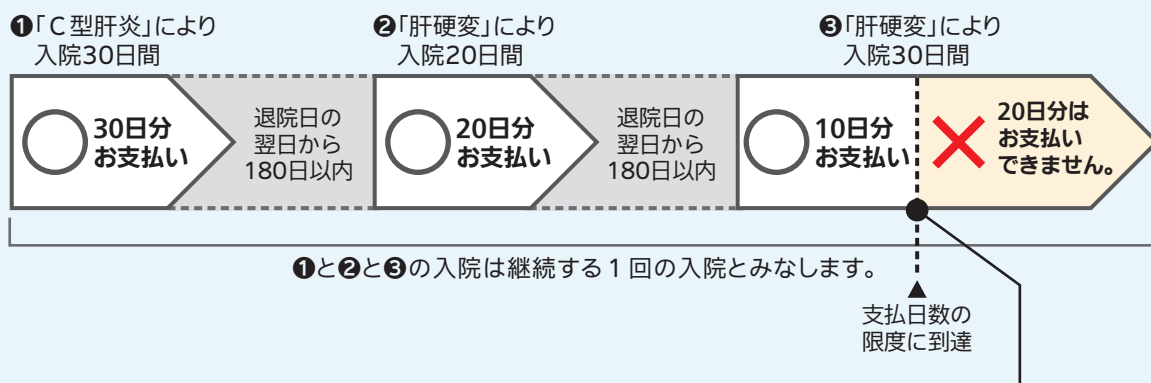 ❶「C型肝炎」により
入院30日間
❷「肝硬変」により
入院20日間
❸「肝硬変」により
入院30日間
30日分
お支払い
退院日の
翌日から
180日以内
20日分
お支払い
退院日の
翌日から
180日以内
10日分
お支払い
20日分は
お支払い
できません。
❶と❷と❸の入院は継続する1回の入院とみなします。
支払日数の
限度に到達